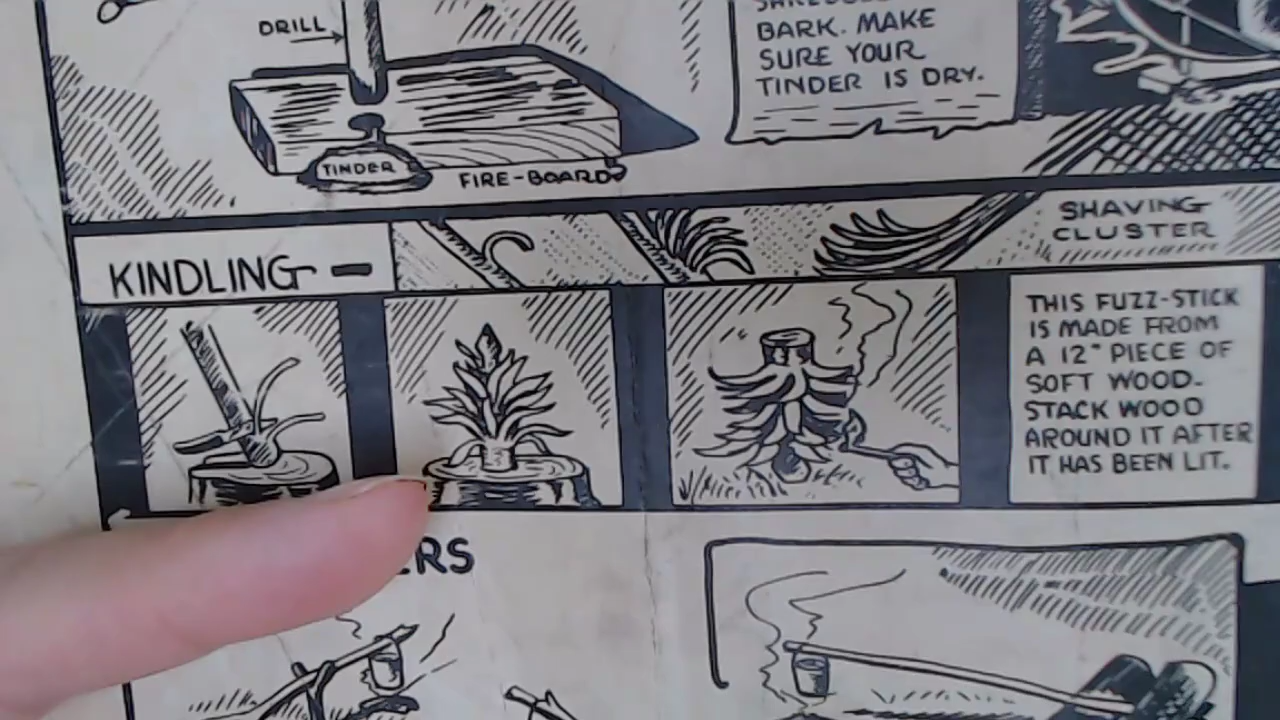 DRILL
BARK. MAKE
SURE YOUR
TINDER IS DRY.
TINDER
FIRE-BOARD
SHAVING
CLUSTER
KINDLING-
THIS FUZZ-STICK
IS MADE FROM
A 12" PIECE OF
SOFT WOOD.
STACK WOOD
AROUND IT AFTER
IT HAS BEEN LIT.